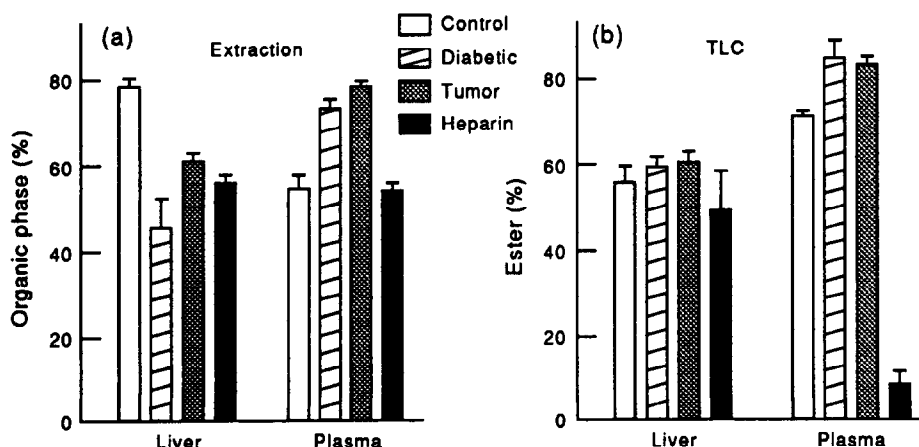 (a)
Extraction
Organic phase (%)
80
60
40
20
0
Liver Plasma
Control
Diabetic
Tumor
Heparin
(b)
TLC
Ester (%)
80
60
40
20
0
Liver Plasma